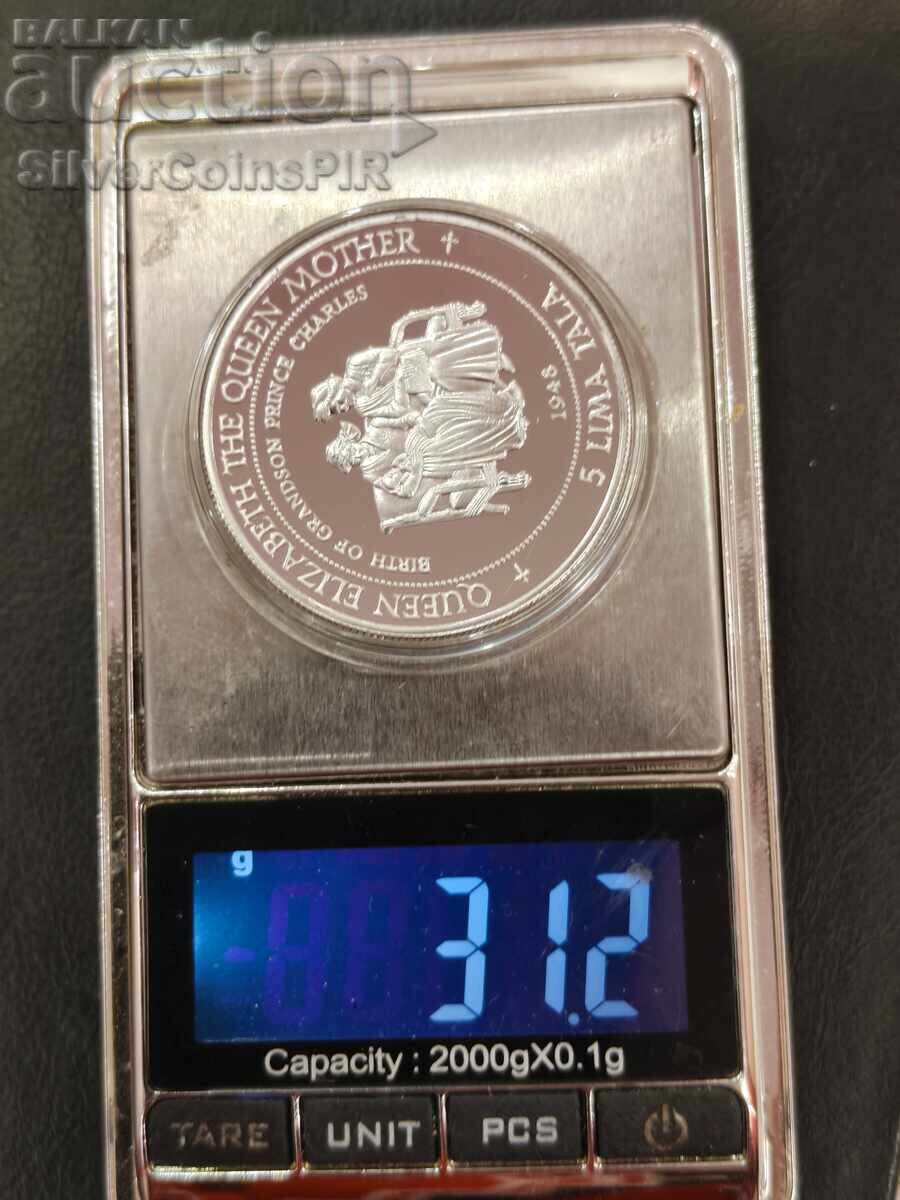 BALKAN
auction
SilverCoinsPIR
QUEEN ELIZABETH THE QUEEN MOTHER
5 LIMA TALA
BIRTH OF GRANDSON PRINCE CHARLES
1948
g
31.2
Capacity : 2000gX0.1g
TARE UNIT PCS